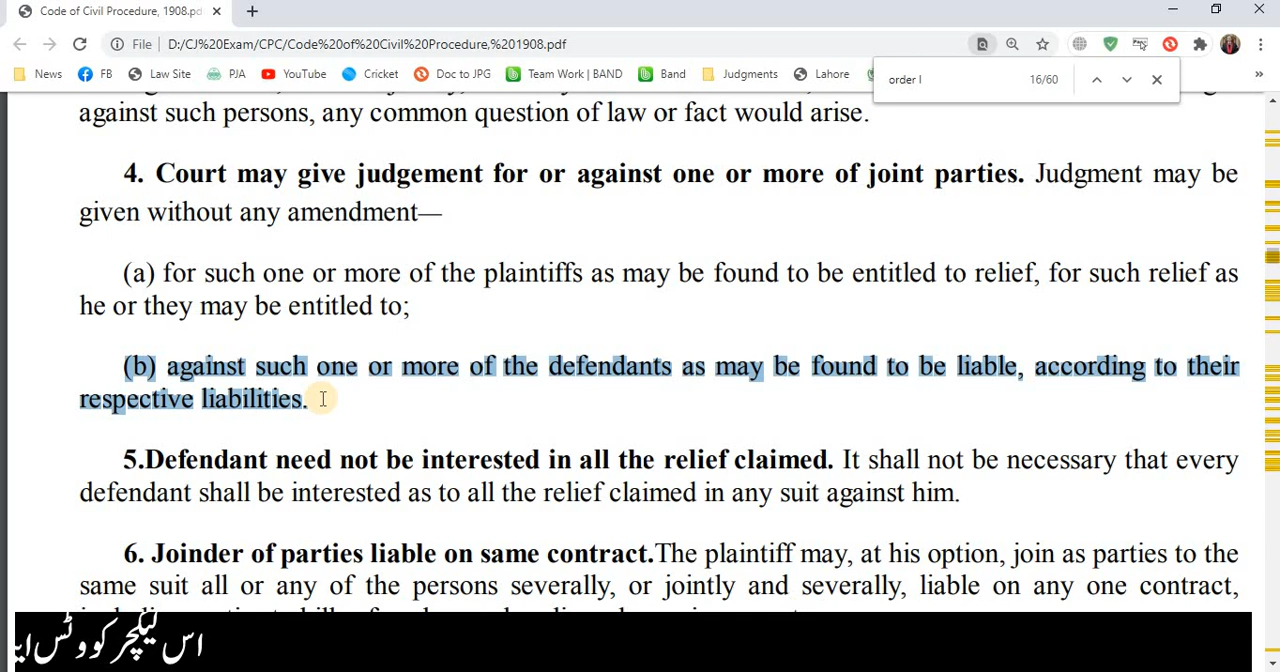 Code of Civil Procedure, 1908.pd
File D:/CJ%20Exam/CPC/Code%20of%20Civil%20Procedure,%201908.pdf
News FB Law Site PJA YouTube Cricket Doc to JPG Team Work | BAND Band Judgments Lahore »
order I 16/60
against such persons, any common question of law or fact would arise.
4. Court may give judgement for or against one or more of joint parties. Judgment may be
given without any amendment—
(a) for such one or more of the plaintiffs as may be found to be entitled to relief, for such relief as
he or they may be entitled to;
(b) against such one or more of the defendants as may be found to be liable, according to their
respective liabilities.
5.Defendant need not be interested in all the relief claimed. It shall not be necessary that every
defendant shall be interested as to all the relief claimed in any suit against him.
6. Joinder of parties liable on same contract.The plaintiff may, at his option, join as parties to the
same suit all or any of the persons severally, or jointly and severally, liable on any one contract,
اس لیکچر کو وٹس